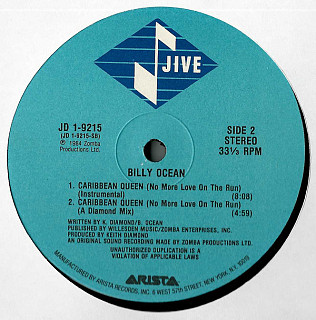 JIVE
JD 1-9215
(JD 1-9215-SB)
℗ 1984 Zomba
Productions Ltd.
SIDE 2
STEREO
33⅓ RPM
BILLY OCEAN
1. CARIBBEAN QUEEN (No More Love On The Run)
(Instrumental) (8:08)
2. CARIBBEAN QUEEN (No More Love On The Run)
(A Diamond Mix) (4:59)
WRITTEN BY K. DIAMOND/B. OCEAN
PUBLISHED BY WILLESDEN MUSIC/ZOMBA ENTERPRISES, INC.
PRODUCED BY KEITH DIAMOND
AN ORIGINAL SOUND RECORDING MADE BY ZOMBA PRODUCTIONS LTD.
UNAUTHORIZED DUPLICATION IS A
VIOLATION OF APPLICABLE LAWS
ARISTA
MANUFACTURED BY ARISTA RECORDS, INC. 6 WEST 57TH STREET, NEW YORK, N.Y. 10019